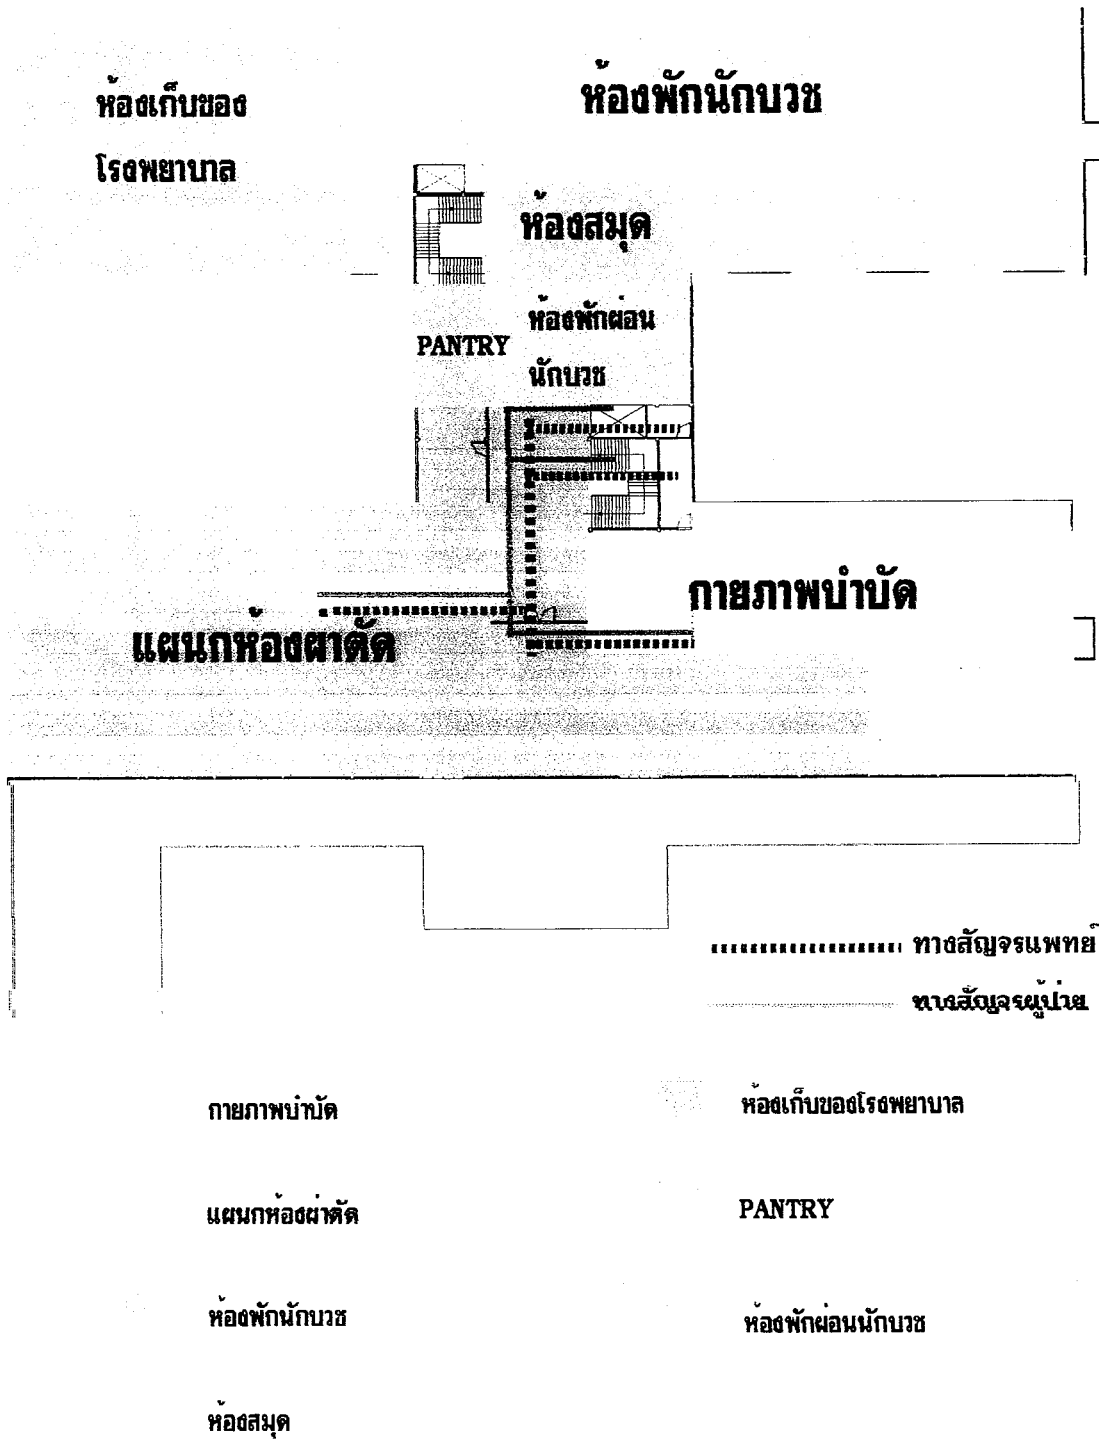 ห้องเก็บของ
โรงพยาบาล
ห้องพักนักบวช
ห้องสมุด
PANTRY
ห้องพักผ่อน
นักบวช
กายภาพบำบัด
แผนกห้องผ่าตัด
ทางสัญจรแพทย์
ทางสัญจรผู้ป่วย
กายภาพบำบัด
ห้องเก็บของโรงพยาบาล
แผนกห้องผ่าตัด
PANTRY
ห้องพักนักบวช
ห้องพักผ่อนนักบวช
ห้องสมุด